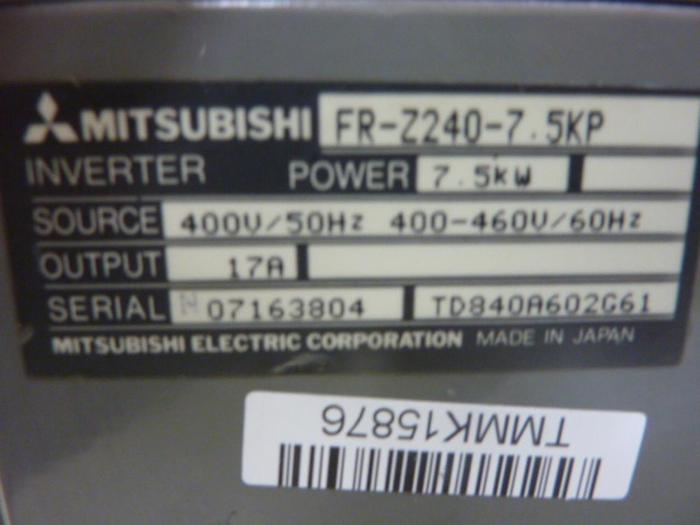 MITSUBISHI FR-Z240-7.5KP
INVERTER POWER 7.5kW
SOURCE 400V/50Hz 400-460V/60Hz
OUTPUT 17A
SERIAL N 07163804 TD840A602G61
MITSUBISHI ELECTRIC CORPORATION MADE IN JAPAN
TMMK15876